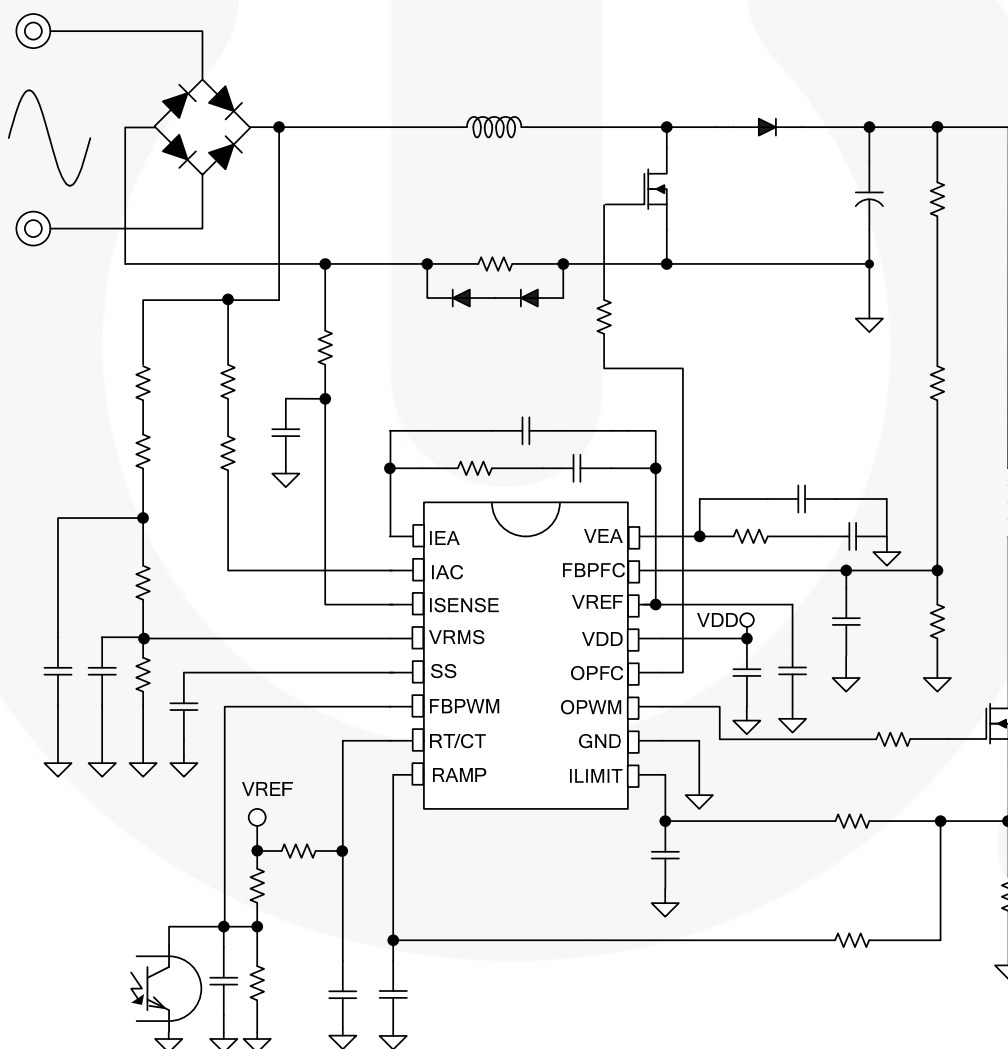 IEA
IAC
ISENSE
VRMS
SS
FBPWM
RT/CT
RAMP
VEA
FBPFC
VREF
VDD
OPFC
OPWM
GND
ILIMIT
VDD
VREF